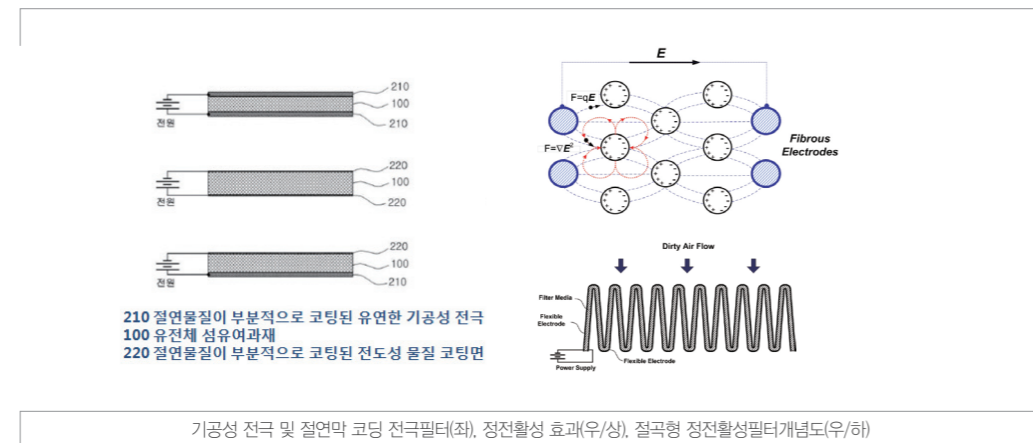 210
100
210
전원
220
100
220
전원
220
100
210
전원
210 절연물질이 부분적으로 코팅된 유연한 기공성 전극
100 유전체 섬유여과재
220 절연물질이 부분적으로 코팅된 전도성 물질 코팅면
E
F=qE
F=∇E²
Fibrous
Electrodes
Dirty Air Flow
Filter Media
Flexible
Electrode
Flexible Electrode
Power Supply
기공성 전극 및 절연막 코딩 전극필터(좌), 정전활성 효과(우/상), 절곡형 정전활성필터개념도(우/하)